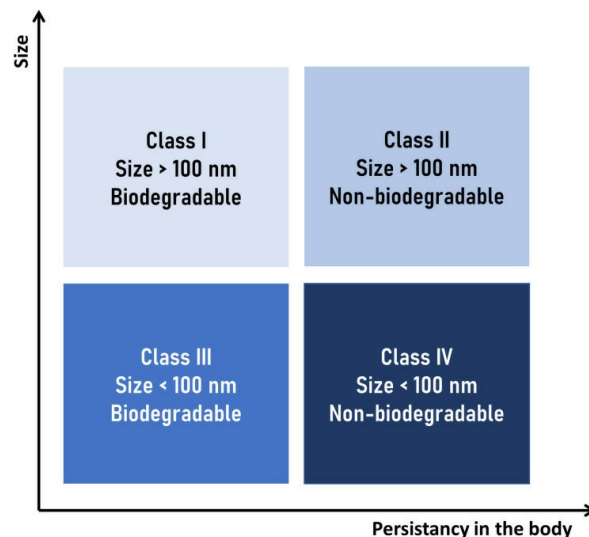 Size
Class I
Size > 100 nm
Biodegradable
Class II
Size > 100 nm
Non-biodegradable
Class III
Size < 100 nm
Biodegradable
Class IV
Size < 100 nm
Non-biodegradable
Persistancy in the body